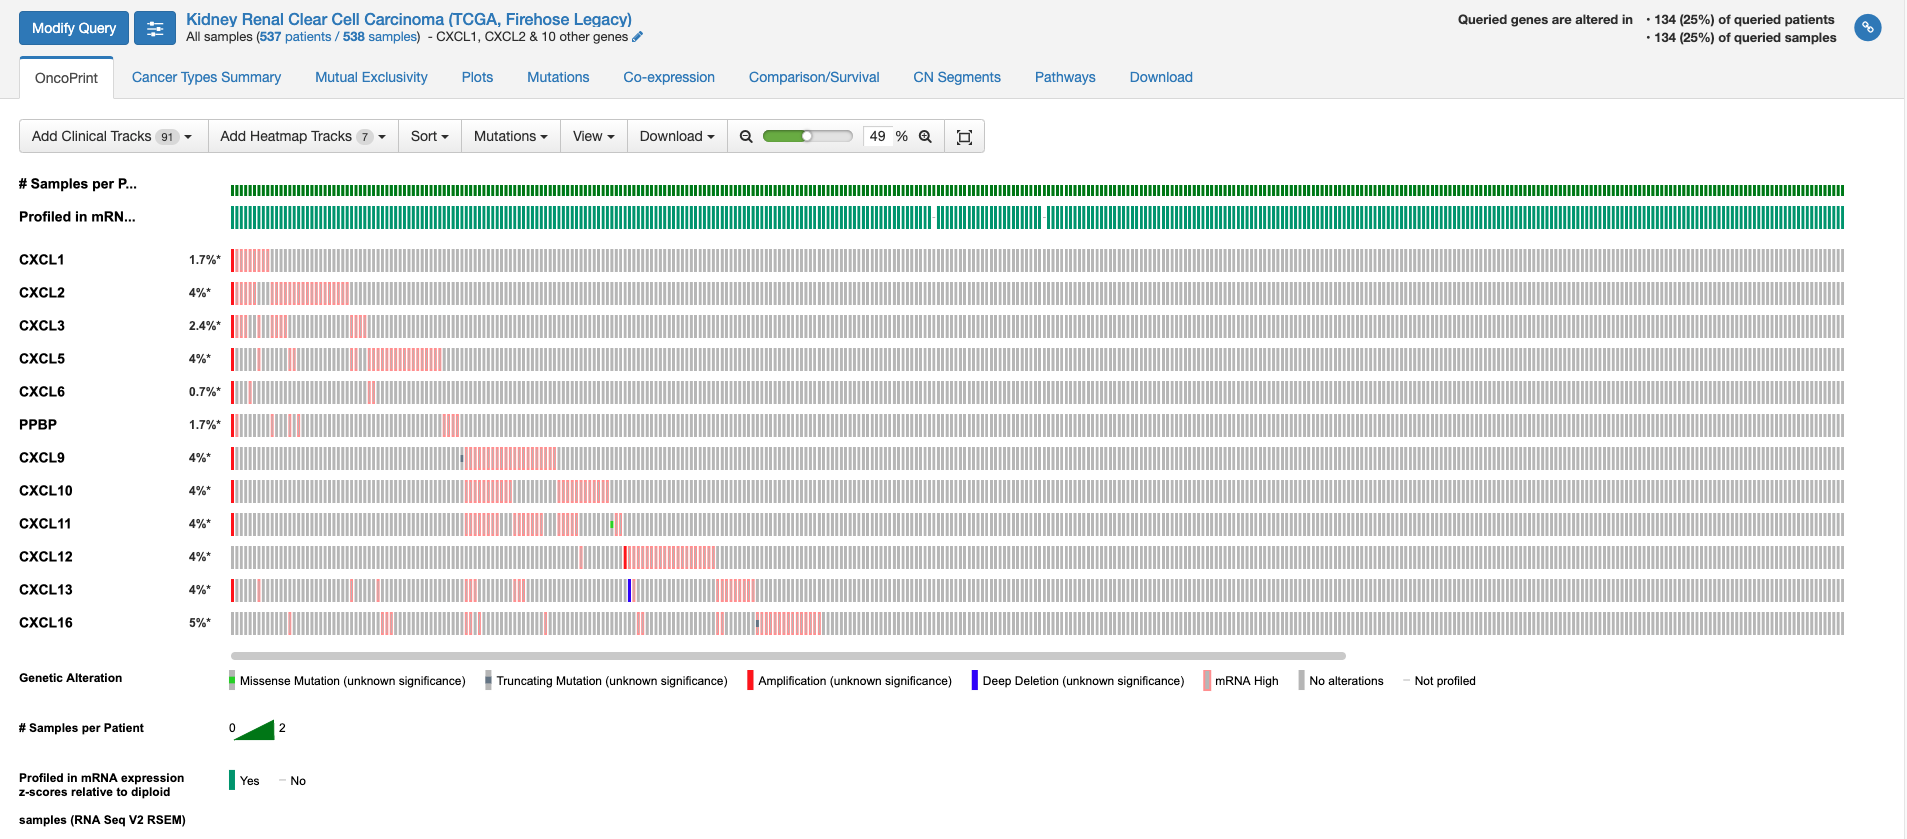 Modify Query
Kidney Renal Clear Cell Carcinoma (TCGA, Firehose Legacy)
All samples (537 patients / 538 samples) - CXCL1, CXCL2 & 10 other genes
Queried genes are altered in
• 134 (25%) of queried patients
• 134 (25%) of queried samples
OncoPrint
Cancer Types Summary
Mutual Exclusivity
Plots
Mutations
Co-expression
Comparison/Survival
CN Segments
Pathways
Download
Add Clinical Tracks 91
Add Heatmap Tracks 7
Sort
Mutations
View
Download
49 %
# Samples per P...
Profiled in mRN...
CXCL1 1.7%*
CXCL2 4%*
CXCL3 2.4%*
CXCL5 4%*
CXCL6 0.7%*
PPBP 1.7%*
CXCL9 4%*
CXCL10 4%*
CXCL11 4%*
CXCL12 4%*
CXCL13 4%*
CXCL16 5%*
Genetic Alteration
Missense Mutation (unknown significance)
Truncating Mutation (unknown significance)
Amplification (unknown significance)
Deep Deletion (unknown significance)
mRNA High
No alterations
Not profiled
# Samples per Patient
0 2
Profiled in mRNA expression
z-scores relative to diploid
samples (RNA Seq V2 RSEM)
Yes
No